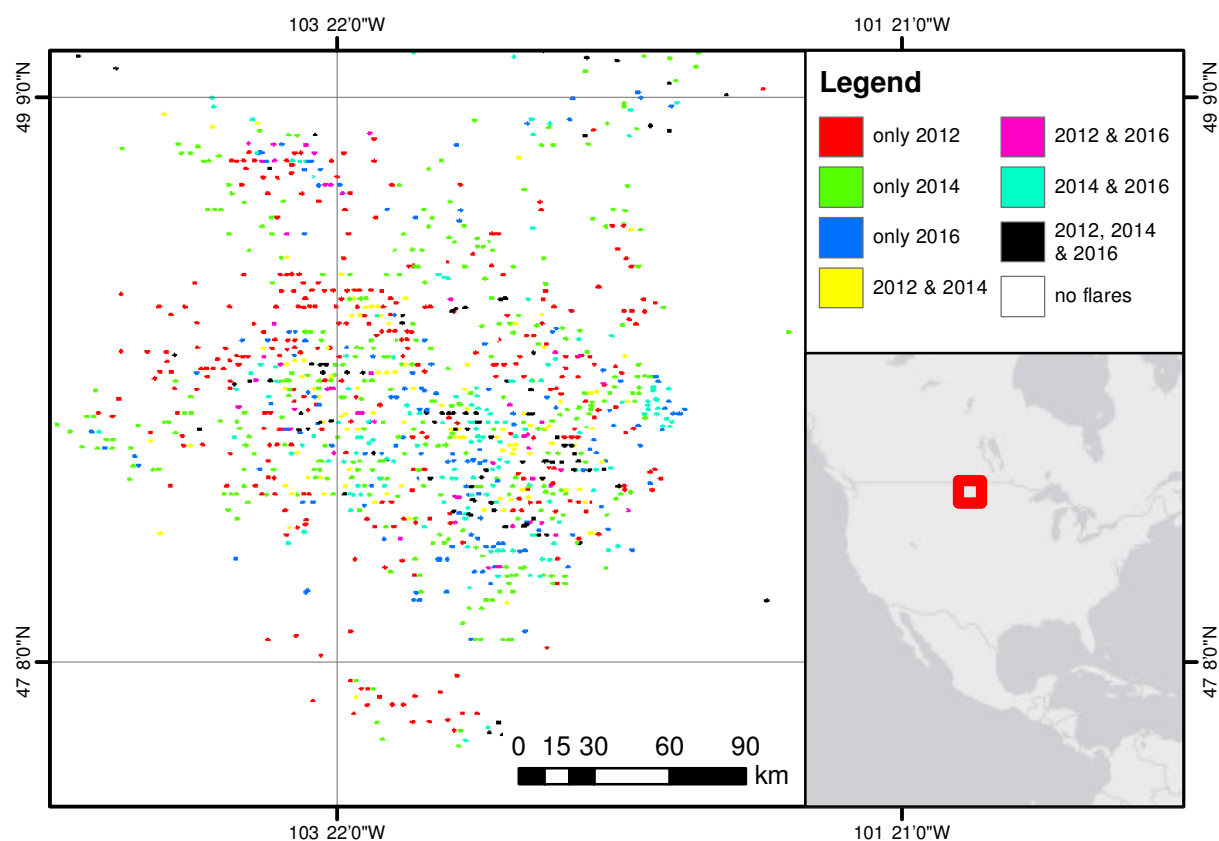 103 22'0"W
101 21'0"W
49 9'0"N
49 9'0"N
Legend
only 2012
2012 & 2016
only 2014
2014 & 2016
only 2016
2012, 2014
& 2016
2012 & 2014
no flares
47 8'0"N
47 8'0"N
0 15 30 60 90
km
103 22'0"W
101 21'0"W